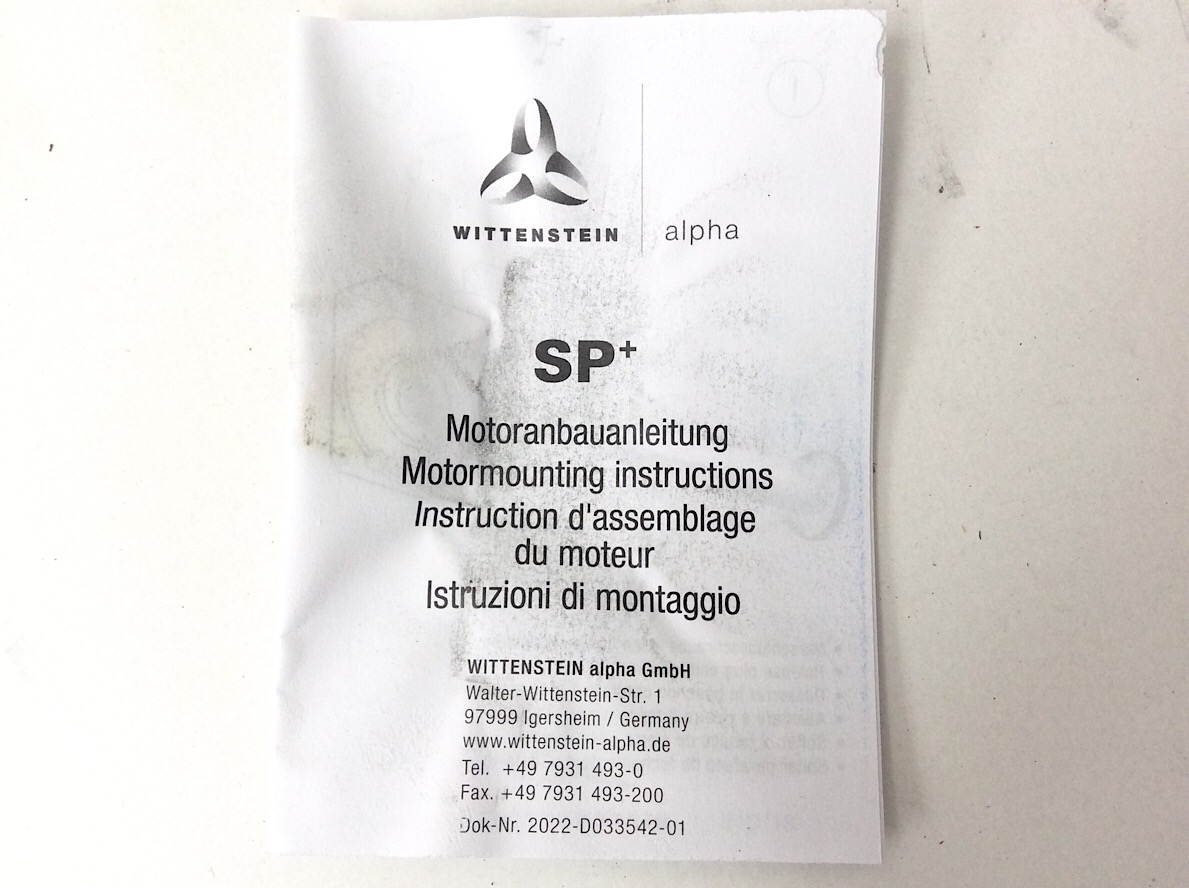 WITTENSTEIN alpha
SP+
Motoranbauanleitung
Motormounting instructions
Instruction d'assemblage
du moteur
Istruzioni di montaggio
WITTENSTEIN alpha GmbH
Walter-Wittenstein-Str. 1
97999 Igersheim / Germany
www.wittenstein-alpha.de
Tel. +49 7931 493-0
Fax. +49 7931 493-200
Dok-Nr. 2022-D033542-01